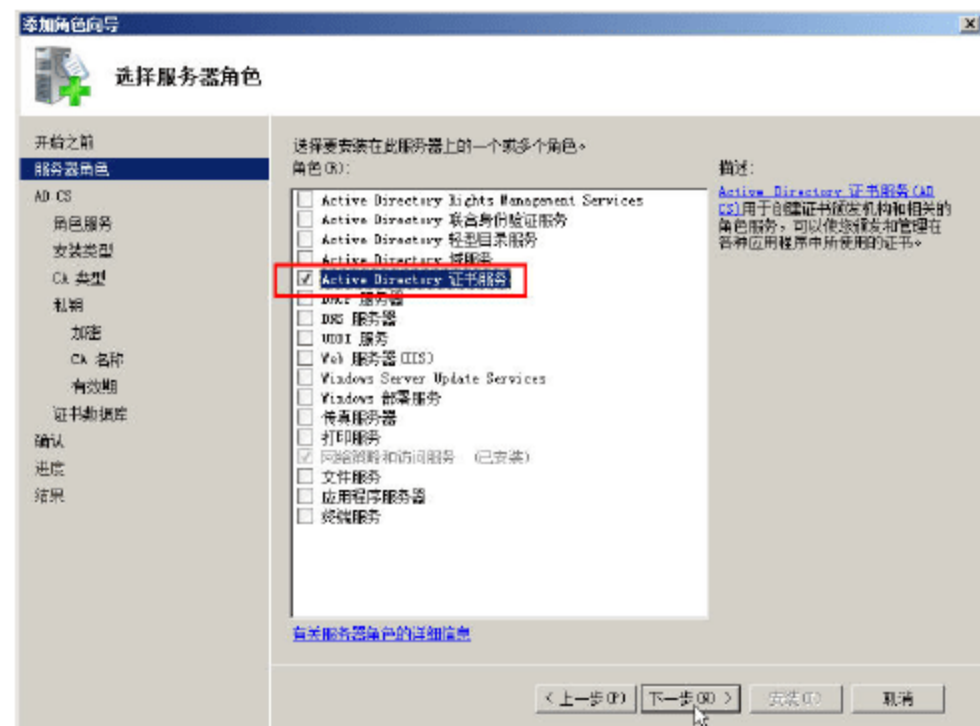 添加角色向导
选择服务器角色
开始之前
服务器角色
AD CS
角色服务
安装类型
CA 类型
私钥
加密
CA 名称
有效期
证书数据库
确认
进度
结果
选择要安装在此服务器上的一个或多个角色。
角色(R):
Active Directory Rights Management Services
Active Directory 联合身份验证服务
Active Directory 轻型目录服务
Active Directory 域服务
Active Directory 证书服务
DHCP 服务器
DNS 服务器
UDDI 服务
Web 服务器(IIS)
Windows Server Update Services
Windows 部署服务
传真服务器
打印服务
网络策略和访问服务 (已安装)
文件服务
应用程序服务器
终端服务
有关服务器角色的详细信息
描述:
Active Directory 证书服务(AD
CS)用于创建证书颁发机构和相关的
角色服务,可以使您颁发和管理在
各种应用程序中所使用的证书。
< 上一步(P)
下一步(N) >
安装(I)
取消